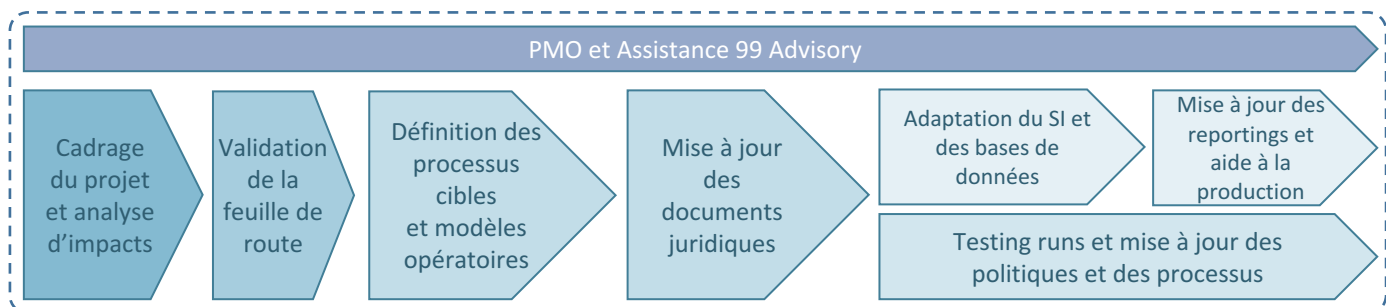 PMO et Assistance 99 Advisory
Cadrage
du projet
et analyse
d’impacts
Validation
de la
feuille de
route
Définition des
processus
cibles
et modèles
opératoires
Mise à jour
des
documents
juridiques
Adaptation du SI et
des bases de
données
Mise à jour des
reportings et
aide à la
production
Testing runs et mise à jour des
politiques et des processus